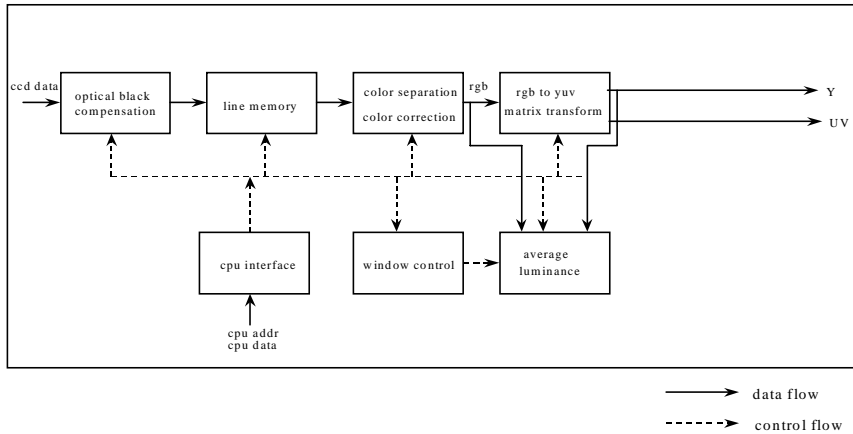 ccd data
optical black
compensation
line memory
color separation
color correction
rgb
rgb to yuv
matrix transform
Y
UV
cpu interface
window control
average
luminance
cpu addr
cpu data
data flow
control flow